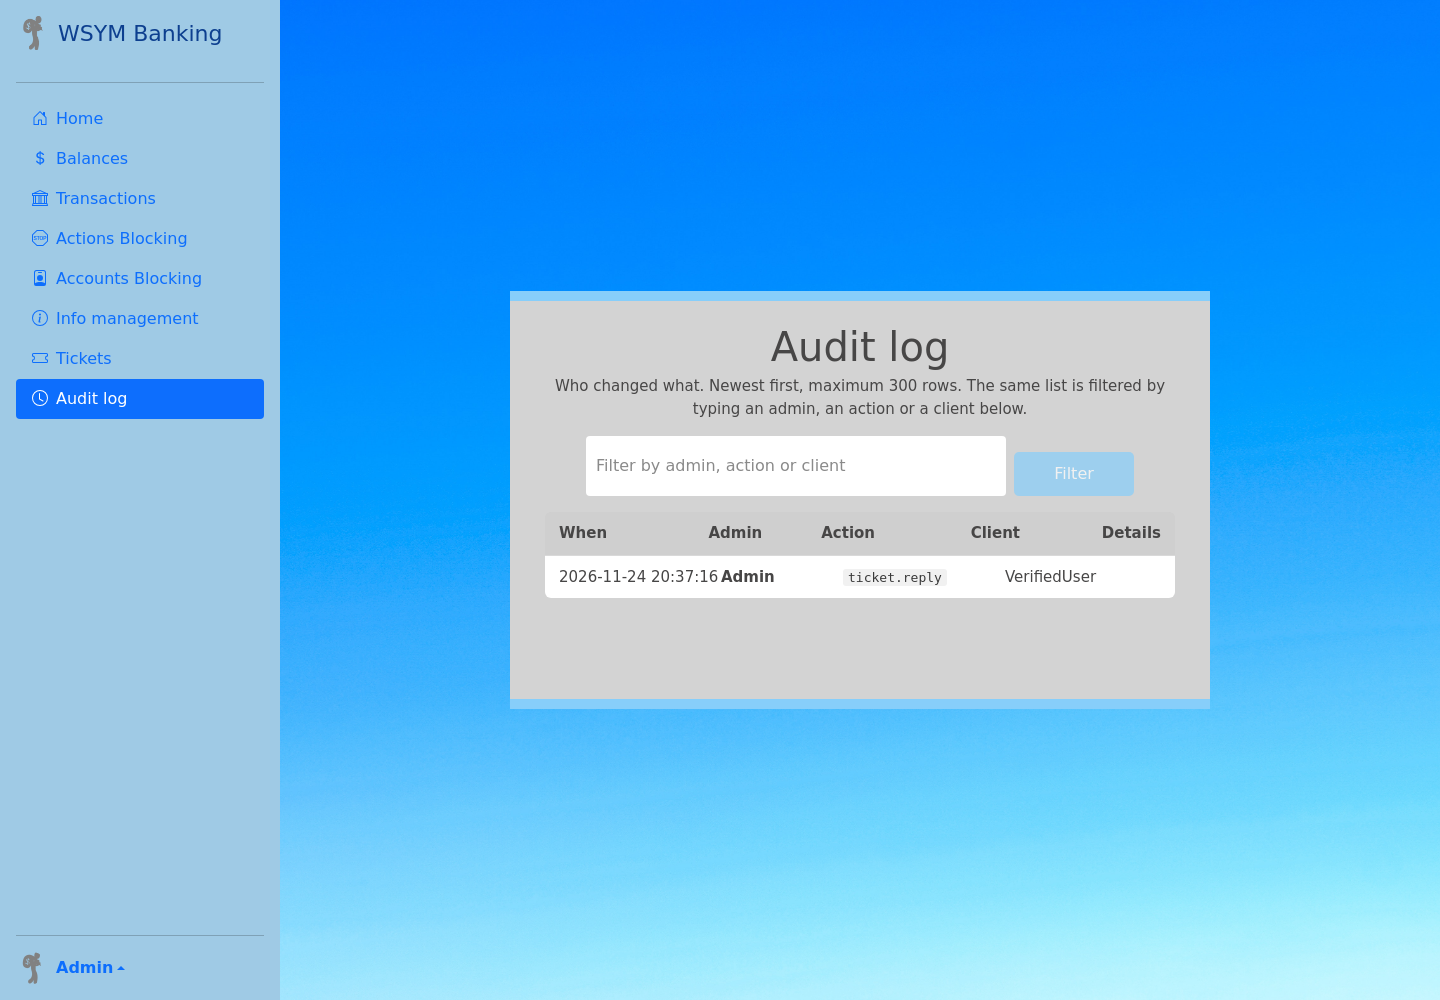 WSYM Banking
Home
Balances
Transactions
Actions Blocking
Accounts Blocking
Info management
Tickets
Audit log
Admin
Audit log
Who changed what. Newest first, maximum 300 rows. The same list is filtered by
typing an admin, an action or a client below.
Filter by admin, action or client
Filter
When Admin Action Client Details
2026-11-24 20:37:16 Admin ticket.reply VerifiedUser